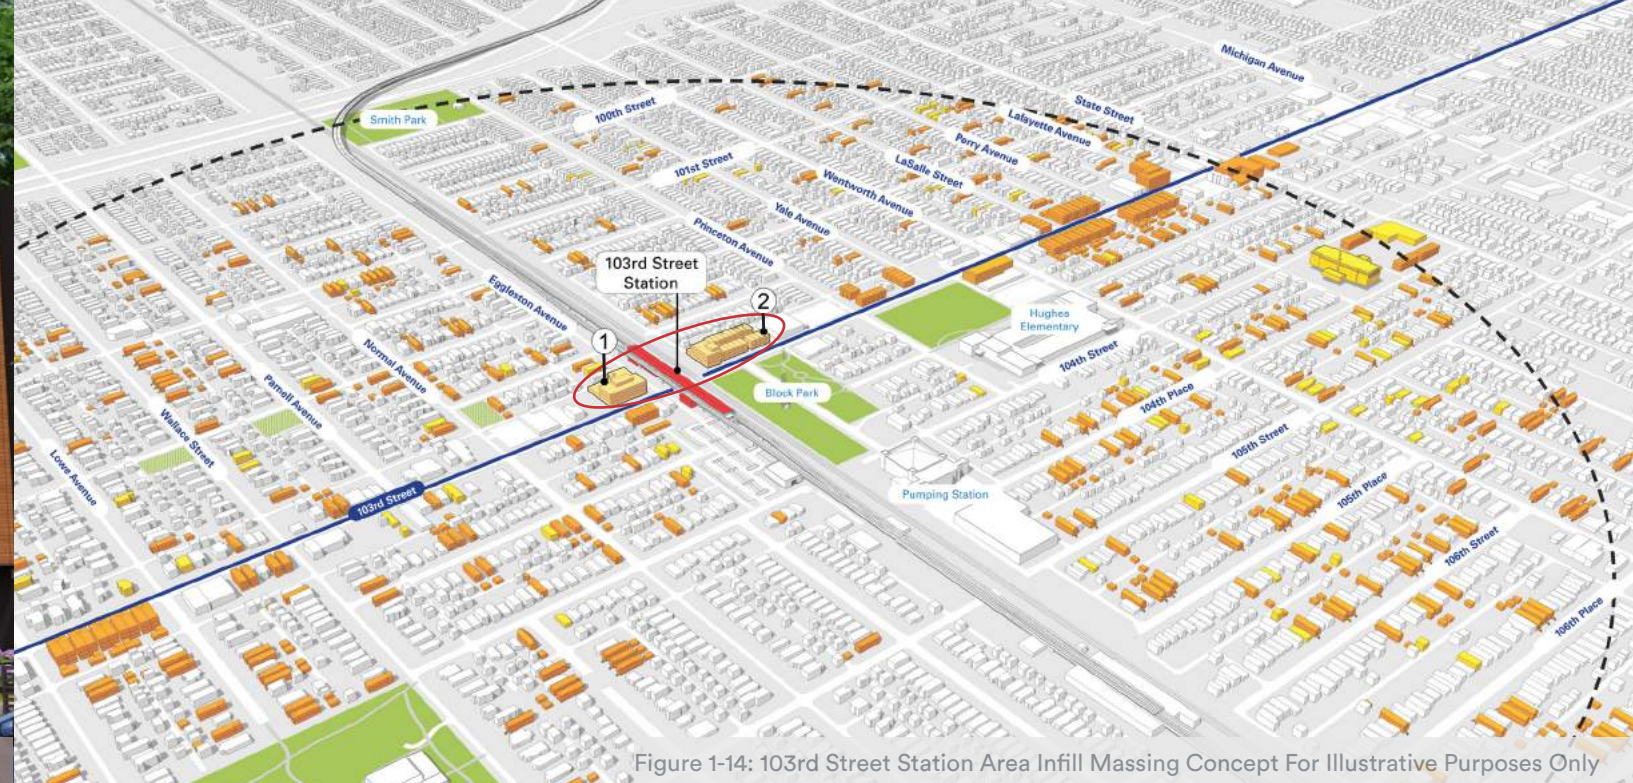 Michigan Avenue
State Street
Smith Park
100th Street
Lafayette Avenue
Perry Avenue
101st Street
LaSalle Street
Wentworth Avenue
Yale Avenue
Princeton Avenue
103rd Street
Station
Eggleston Avenue
2
1
Hughes
Elementary
104th Street
Normal Avenue
Block Park
Parnell Avenue
104th Place
Wallace Street
105th Street
Lowe Avenue
103rd Street
Pumping Station
105th Place
106th Street
106th Place
Figure 1-14: 103rd Street Station Area Infill Massing Concept For Illustrative Purposes Only